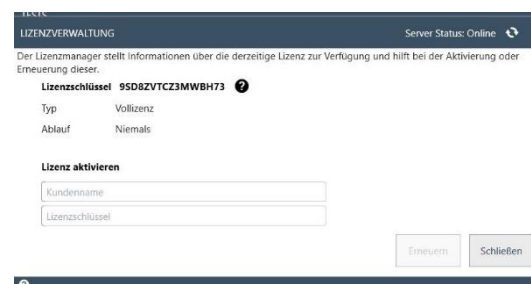 LIZENZVERWALTUNG
Server Status: Online
Der Lizenzmanager stellt Informationen über die derzeitige Lizenz zur Verfügung und hilft bei der Aktivierung oder
Erneuerung dieser.
Lizenzschlüssel 9SD8ZVTCZ3MWBH73
Typ Vollizenz
Ablauf Niemals
Lizenz aktivieren
Kundenname
Lizenzschlüssel
Erneuern Schließen